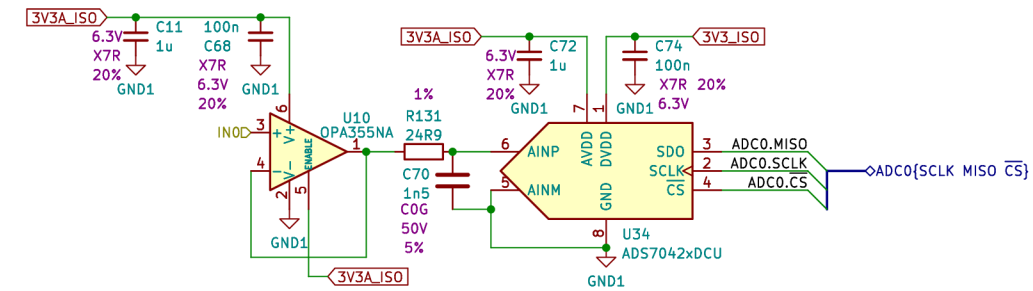 3V3A_ISO
6.3V
X7R
20%
C11
1u
GND1
100n
C68
X7R
6.3V
20%
GND1
IN0
3
4
6
2
5
1
+
-
V+
V-
ENABLE
U10
OPA355NA
GND1
3V3A_ISO
1%
R131
24R9
C70
1n5
C0G
50V
5%
3V3A_ISO
6.3V
X7R
20%
C72
1u
GND1
3V3_ISO
C74
100n
X7R 20%
6.3V
GND1
7
1
6
5
8
3
2
4
AINP
AINM
AVDD
DVDD
GND
SDO
SCLK
CS
U34
ADS7042xDCU
GND1
ADC0.MISO
ADC0.SCLK
ADC0.CS
ADC0{SCLK MISO CS}